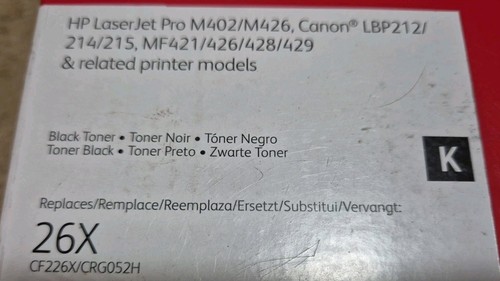 HP LaserJet Pro M402/M426, Canon® LBP212/
214/215, MF421/426/428/429
& related printer models
Black Toner • Toner Noir • Tóner Negro
Toner Black • Toner Preto • Zwarte Toner
K
Replaces/Remplace/Reemplaza/Ersetzt/Substitui/Vervangt:
26X
CF226X/CRG052H